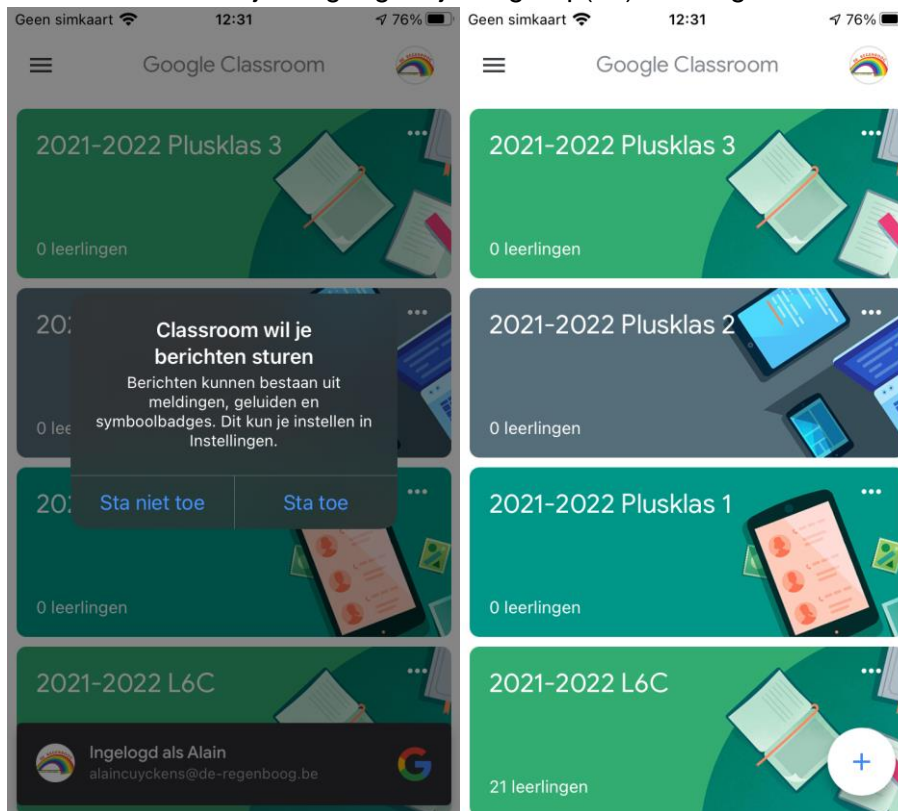 Geen simkaart 12:31 76%
Google Classroom
2021-2022 Plusklas 3
0 leerlingen
202
Classroom wil je
berichten sturen
Berichten kunnen bestaan uit
meldingen, geluiden en
symboolbadges. Dit kun je instellen in
Instellingen.
0 lee
Sta niet toe Sta toe
202
0 leerlingen
2021-2022 L6C
Ingelogd als Alain
alaincuyckens@de-regenboog.be
Geen simkaart 12:31 76%
Google Classroom
2021-2022 Plusklas 3
0 leerlingen
2021-2022 Plusklas 2
0 leerlingen
2021-2022 Plusklas 1
0 leerlingen
2021-2022 L6C
21 leerlingen